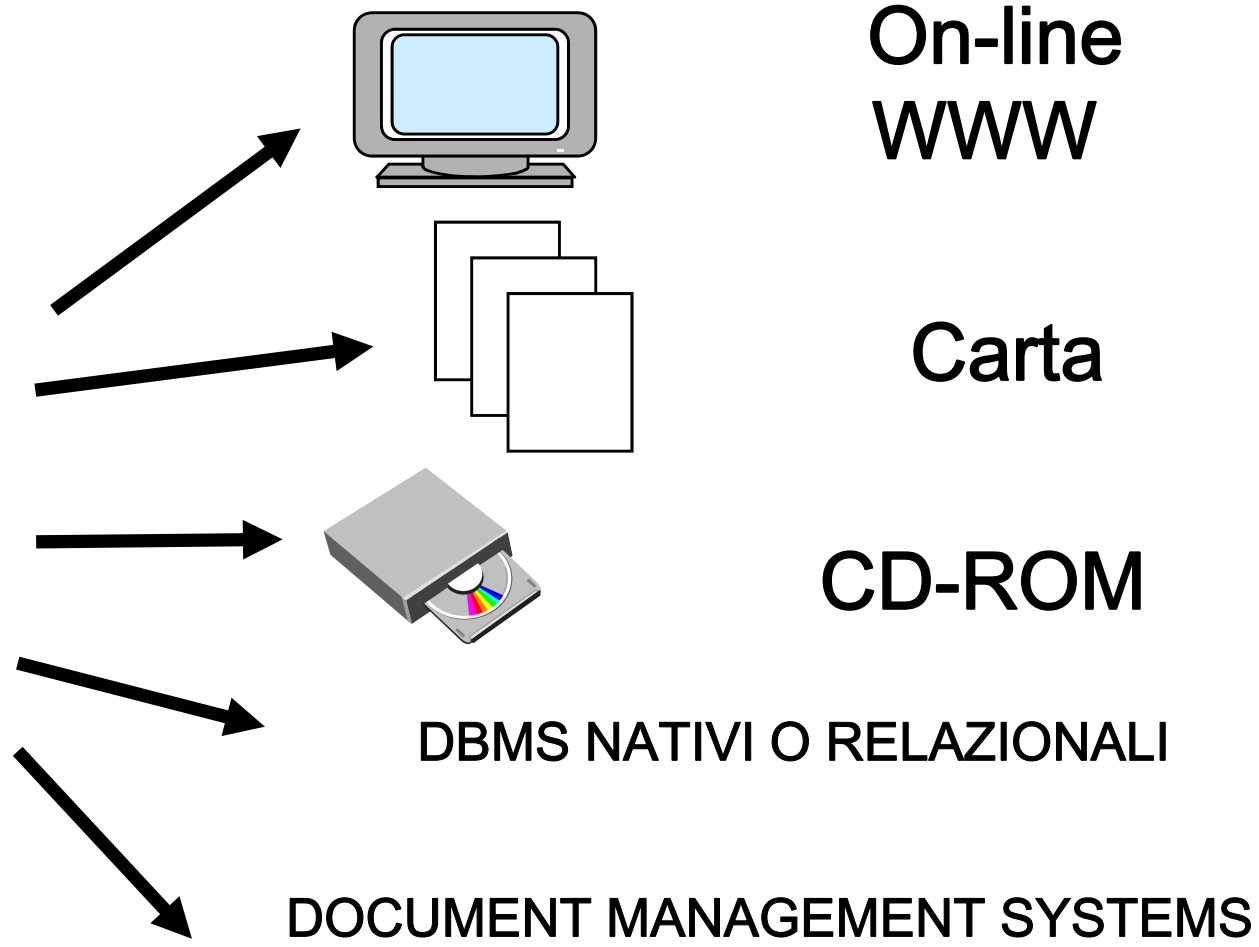 On-line
WWW
Carta
CD-ROM
DBMS NATIVI O RELAZIONALI
DOCUMENT MANAGEMENT SYSTEMS